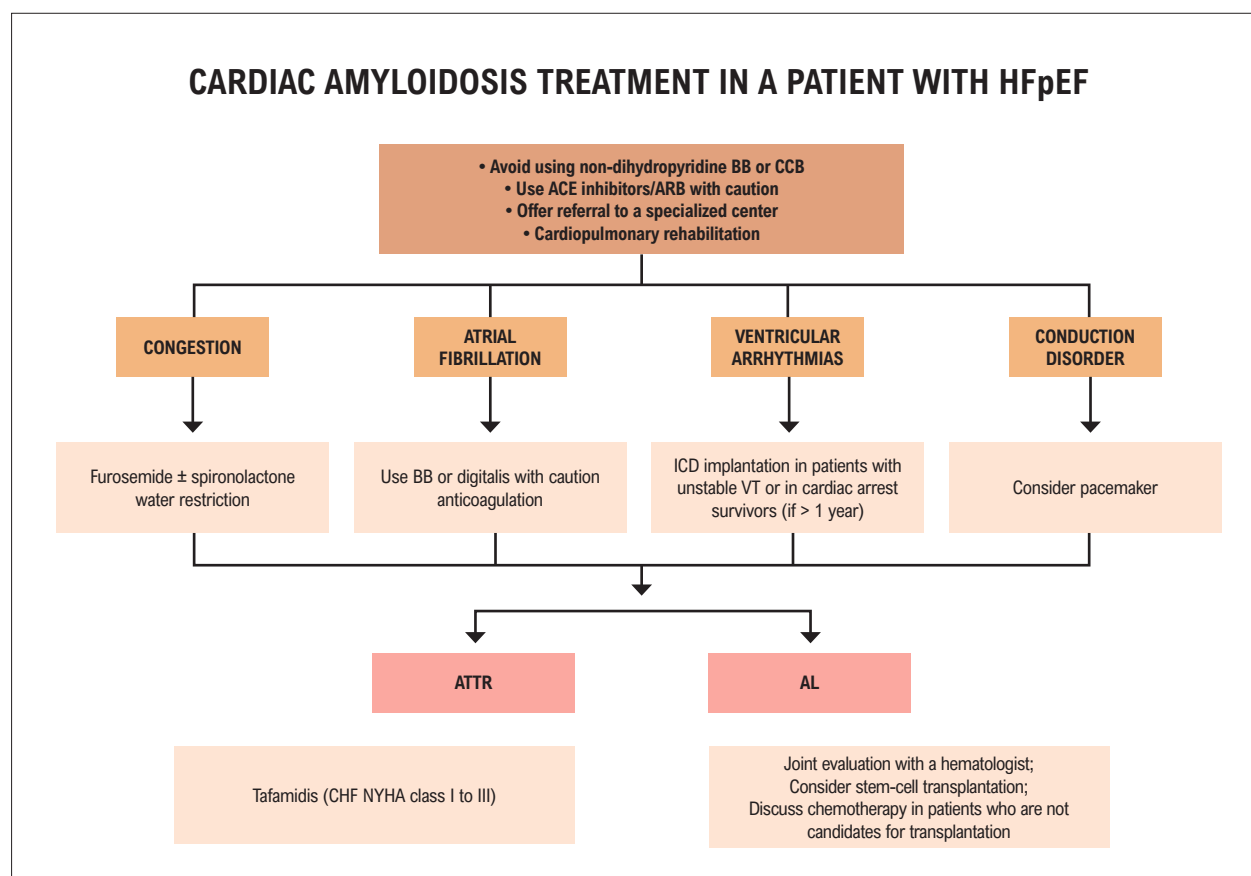 CARDIAC AMYLOIDOSIS TREATMENT IN A PATIENT WITH HFpEF
• Avoid using non-dihydropyridine BB or CCB
• Use ACE inhibitors/ARB with caution
• Offer referral to a specialized center
• Cardiopulmonary rehabilitation
CONGESTION
ATRIAL
FIBRILLATION
VENTRICULAR
ARRHYTHMIAS
CONDUCTION
DISORDER
Furosemide ± spironolactone
water restriction
Use BB or digitalis with caution
anticoagulation
ICD implantation in patients with
unstable VT or in cardiac arrest
survivors (if > 1 year)
Consider pacemaker
ATTR
AL
Tafamidis (CHF NYHA class I to III)
Joint evaluation with a hematologist;
Consider stem-cell transplantation;
Discuss chemotherapy in patients who are not
candidates for transplantation